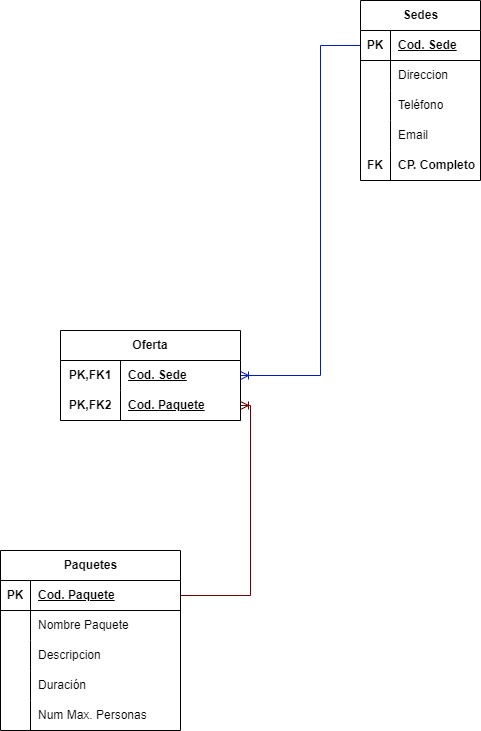 Sedes
PK Cod. Sede
Direccion
Teléfono
Email
FK CP. Completo
Oferta
PK,FK1 Cod. Sede
PK,FK2 Cod. Paquete
Paquetes
PK Cod. Paquete
Nombre Paquete
Descripcion
Duración
Num Max. Personas